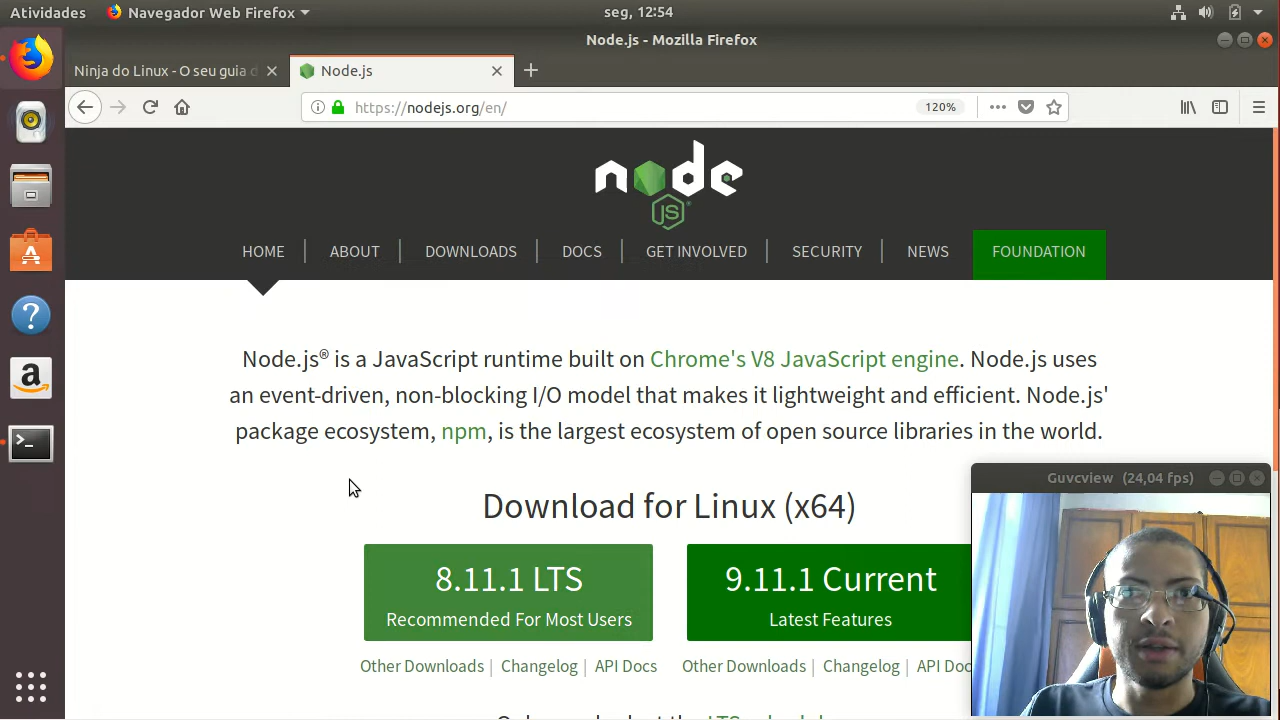 Atividades Navegador Web Firefox seg, 12:54
Node.js - Mozilla Firefox
Ninja do Linux - O seu guia d Node.js
https://nodejs.org/en/ 120%
node
JS
HOME ABOUT DOWNLOADS DOCS GET INVOLVED SECURITY NEWS FOUNDATION
Node.js® is a JavaScript runtime built on Chrome's V8 JavaScript engine. Node.js uses
an event-driven, non-blocking I/O model that makes it lightweight and efficient. Node.js'
package ecosystem, npm, is the largest ecosystem of open source libraries in the world.
Guvcview (24,04 fps)
Download for Linux (x64)
8.11.1 LTS
Recommended For Most Users
9.11.1 Current
Latest Features
Other Downloads | Changelog | API Docs
Other Downloads | Changelog | API Doc